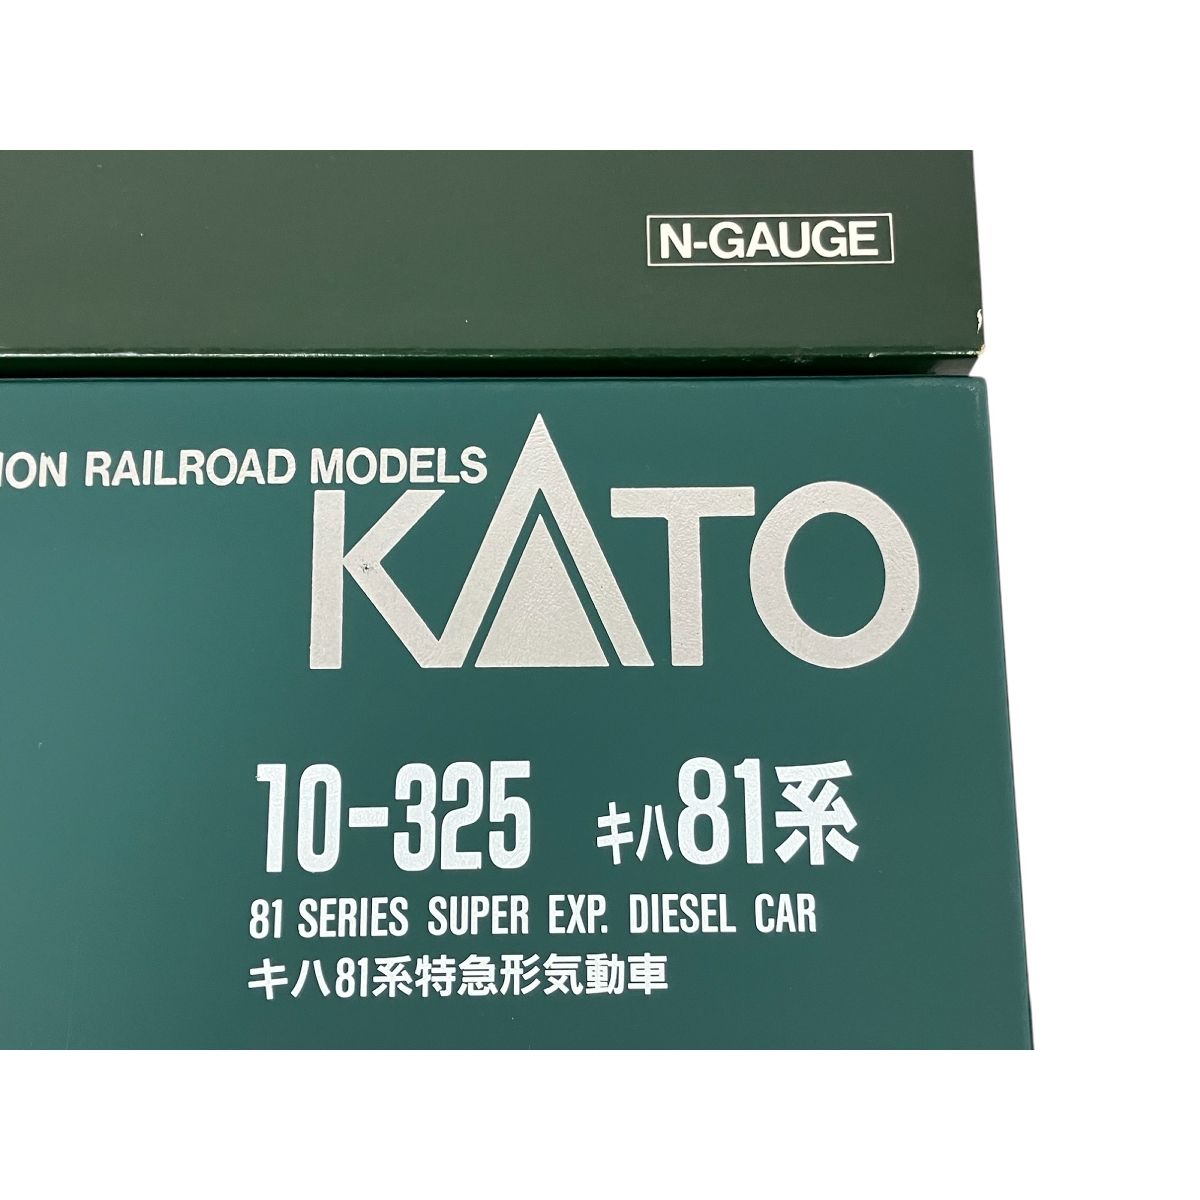 N-GAUGE
RAILROAD MODELS
KATO
10-325 キハ81系
81 SERIES SUPER EXP. DIESEL CAR
キハ81系特急形気動車